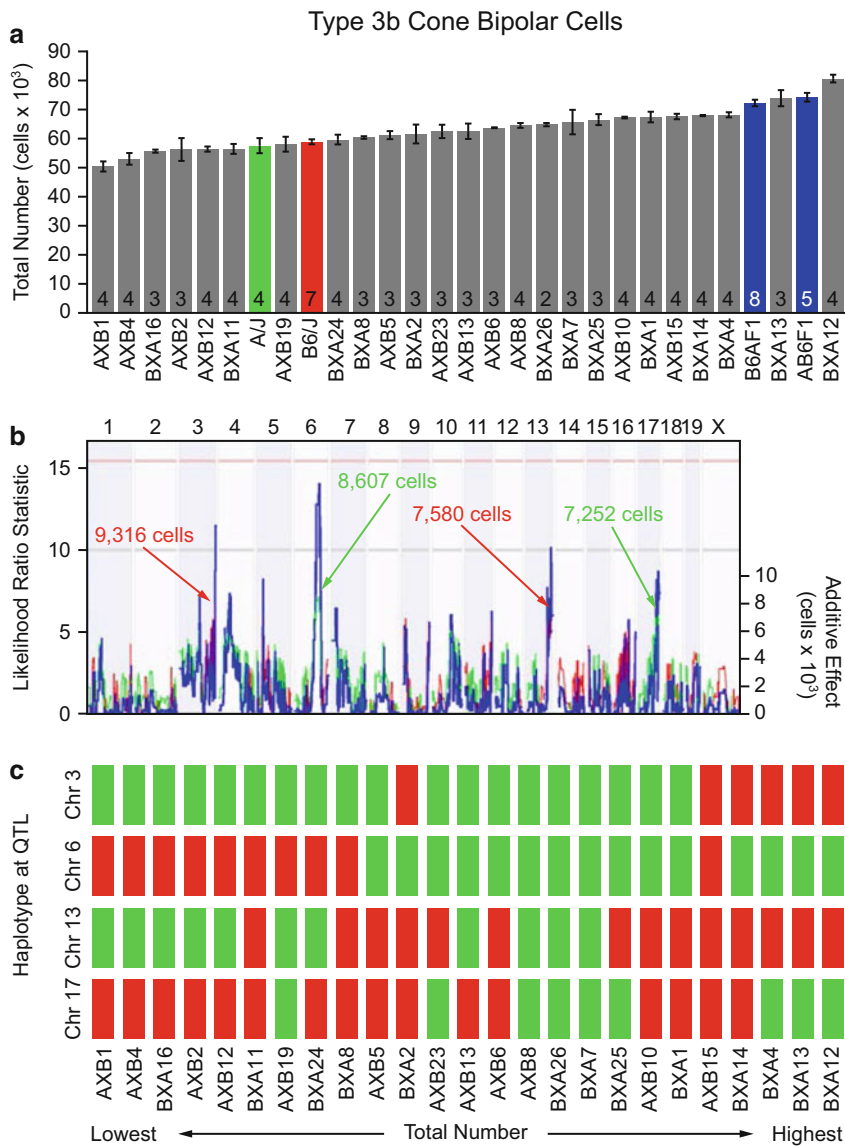 Type 3b Cone Bipolar Cells
a
Total Number (cells x 10³)
90
80
70
60
50
40
30
20
10
0
4 4 3 3 4 4 4 4 7 4 3 3 3 3 3 4 4 2 3 3 4 4 4 4 4 8 3 5 4
AXB1 AXB4 BXA16 AXB2 AXB12 BXA11 A/J AXB19 B6/J BXA24 BXA8 AXB5 BXA2 AXB23 AXB13 AXB6 AXB8 BXA26 BXA7 BXA25 AXB10 BXA1 AXB15 BXA14 BXA4 B6AF1 BXA13 AB6F1 BXA12
b
1 2 3 4 5 6 7 8 9 10 11 12 13 14 15 16 17 18 19 X
Likelihood Ratio Statistic
15
10
5
0
9,316 cells
8,607 cells
7,580 cells
7,252 cells
10
8
6
4
2
0
Additive Effect
(cells x 10³)
c
Haplotype at QTL
Chr 3
Chr 6
Chr 13
Chr 17
AXB1 AXB4 BXA16 AXB2 AXB12 BXA11 AXB19 BXA24 BXA8 AXB5 BXA2 AXB23 AXB13 AXB6 AXB8 BXA26 BXA7 BXA25 AXB10 BXA1 AXB15 BXA14 BXA4 BXA13 BXA12
Lowest Total Number Highest